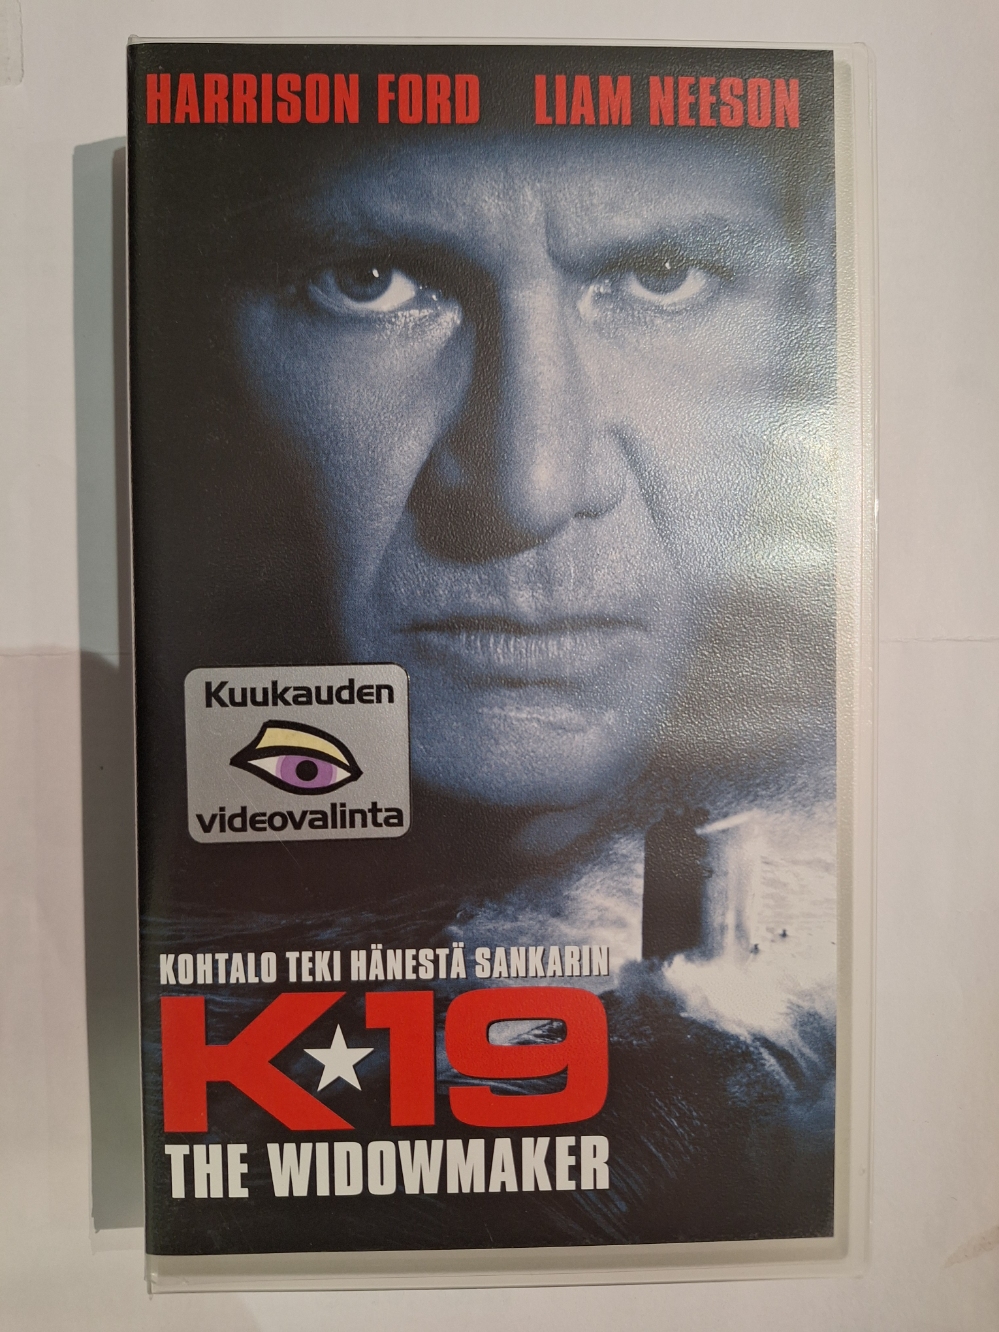 HARRISON FORD LIAM NEESON
Kuukauden
videovalinta
KOHTALO TEKI HÄNESTÄ SANKARIN
K★19
THE WIDOWMAKER